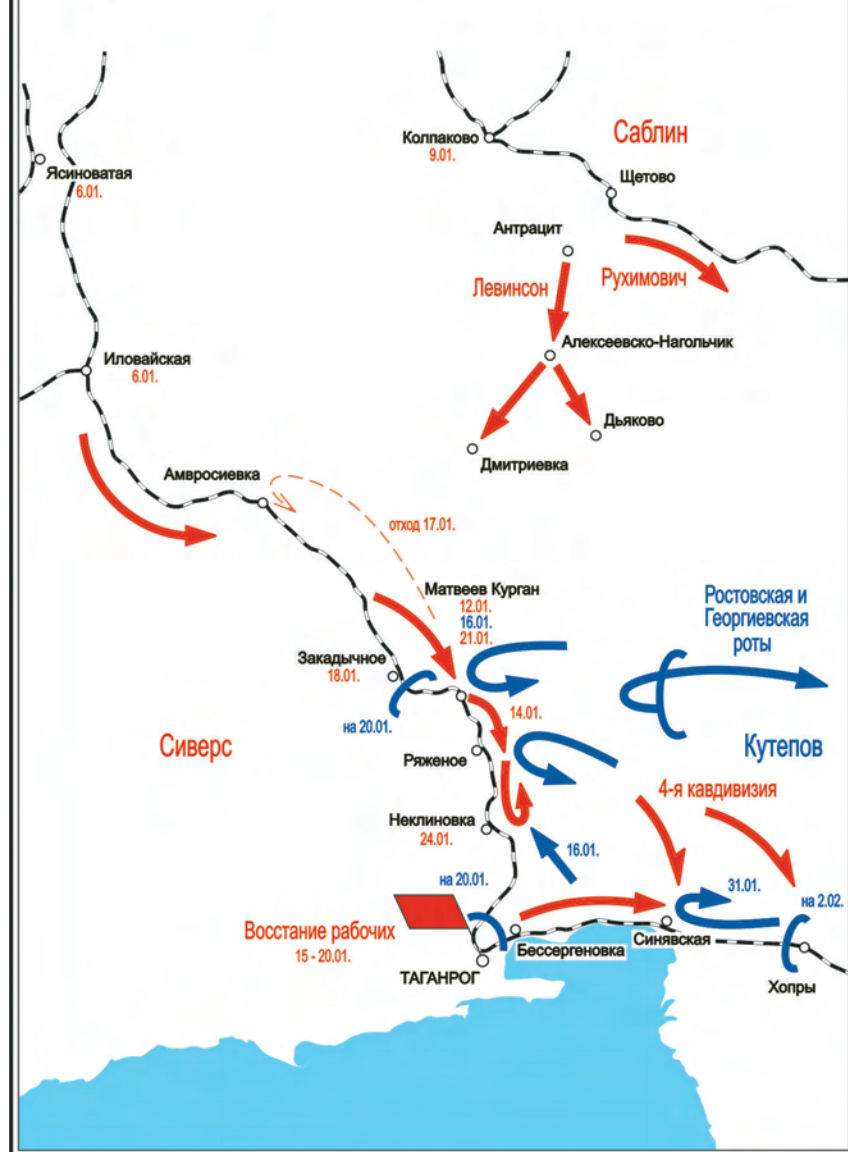 Колпаково
9.01.
Саблин
Ясиноватая
6.01.
Щетово
Антрацит
Левинсон
Рухимович
Алексеевско-Нагольчик
Иловайская
6.01.
Дьяково
Дмитриевка
Амвросиевка
отход 17.01.
Матвеев Курган
12.01.
16.01.
21.01.
Ростовская и
Георгиевская
роты
Закадычное
18.01.
на 20.01.
14.01.
Сиверс
Ряженое
Кутепов
4-я кавдивизия
Неклиновка
24.01.
16.01.
на 20.01.
31.01.
на 2.02.
Восстание рабочих
15 - 20.01.
Бессергеновка
Синявская
ТАГАНРОГ
Хопры